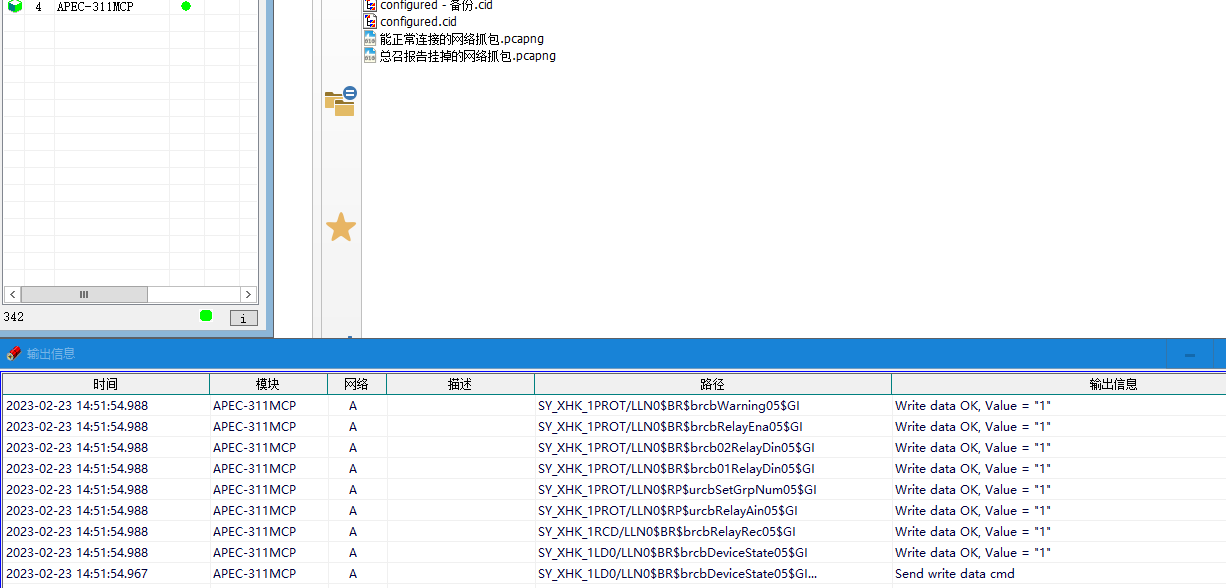 4 APEC-311MCP
configured - 备份.cid
configured.cid
能正常连接的网络抓包.pcapng
总召报告挂掉的网络抓包.pcapng
342
i
输出信息
时间 模块 网络 描述 路径 输出信息
2023-02-23 14:51:54.988 APEC-311MCP A SY_XHK_1PROT/LLN0$BR$brcbWarning05$GI Write data OK, Value = "1"
2023-02-23 14:51:54.988 APEC-311MCP A SY_XHK_1PROT/LLN0$BR$brcbRelayEna05$GI Write data OK, Value = "1"
2023-02-23 14:51:54.988 APEC-311MCP A SY_XHK_1PROT/LLN0$BR$brcb02RelayDin05$GI Write data OK, Value = "1"
2023-02-23 14:51:54.988 APEC-311MCP A SY_XHK_1PROT/LLN0$BR$brcb01RelayDin05$GI Write data OK, Value = "1"
2023-02-23 14:51:54.988 APEC-311MCP A SY_XHK_1PROT/LLN0$RP$urcbSetGrpNum05$GI Write data OK, Value = "1"
2023-02-23 14:51:54.988 APEC-311MCP A SY_XHK_1PROT/LLN0$RP$urcbRelayAin05$GI Write data OK, Value = "1"
2023-02-23 14:51:54.988 APEC-311MCP A SY_XHK_1RCD/LLN0$BR$brcbRelayRec05$GI Write data OK, Value = "1"
2023-02-23 14:51:54.988 APEC-311MCP A SY_XHK_1LD0/LLN0$BR$brcbDeviceState05$GI Write data OK, Value = "1"
2023-02-23 14:51:54.967 APEC-311MCP A SY_XHK_1LD0/LLN0$BR$brcbDeviceState05$GI... Send write data cmd